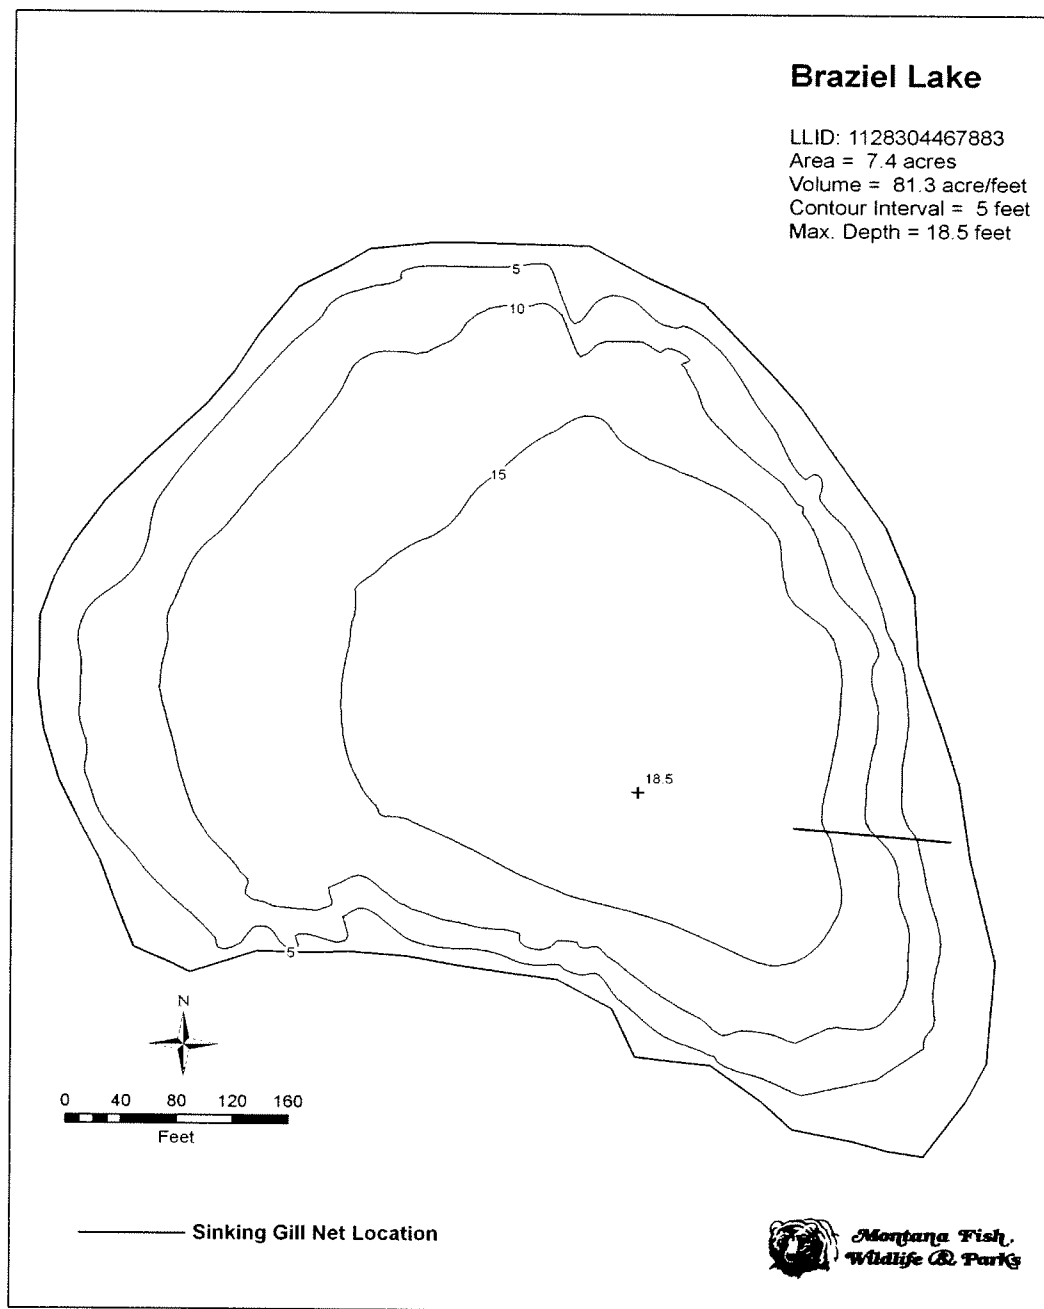 Braziel Lake
LLID: 1128304467883
Area = 7.4 acres
Volume = 81.3 acre/feet
Contour Interval = 5 feet
Max. Depth = 18.5 feet
5
10
15
18.5
5
N
0 40 80 120 160
Feet
Sinking Gill Net Location
Montana Fish,
Wildlife & Parks